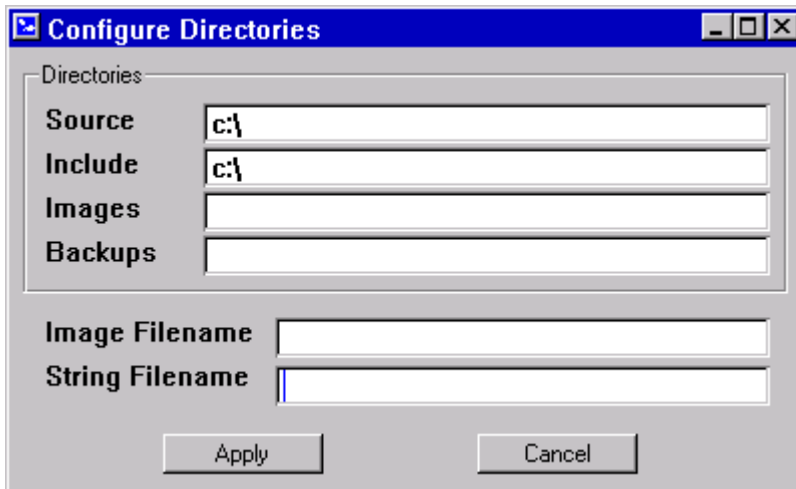 Configure Directories
Directories
Source c:\
Include c:\
Images
Backups
Image Filename
String Filename
Apply Cancel